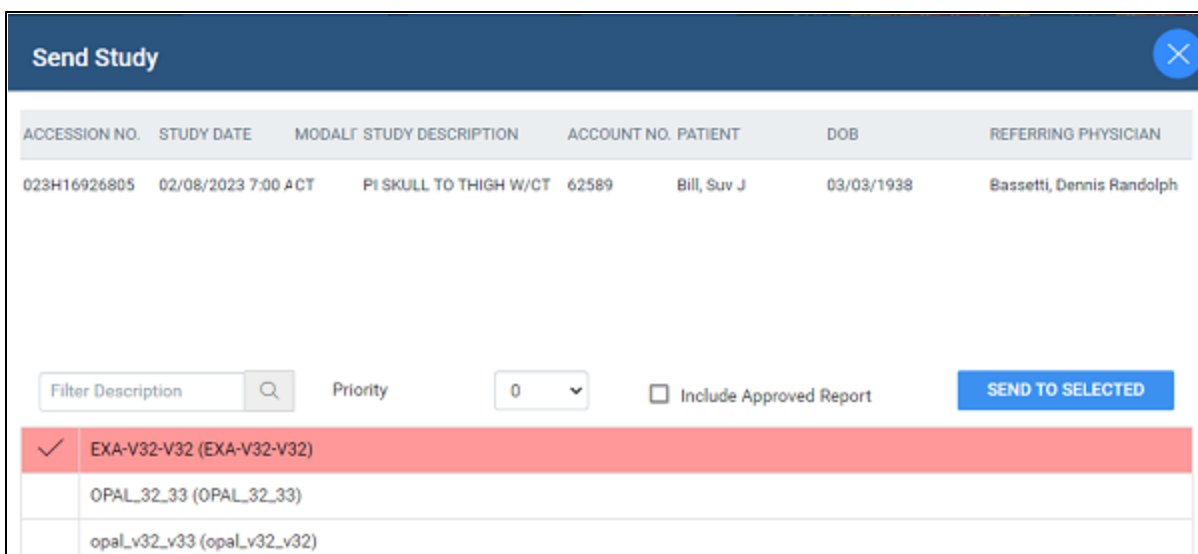 Send Study
ACCESSION NO. STUDY DATE MODALI STUDY DESCRIPTION ACCOUNT NO. PATIENT DOB REFERRING PHYSICIAN
023H16926805 02/08/2023 7:00 A CT PI SKULL TO THIGH W/CT 62589 Bill, Suv J 03/03/1938 Bassetti, Dennis Randolph
Filter Description Priority 0 Include Approved Report SEND TO SELECTED
EXA-V32-V32 (EXA-V32-V32)
OPAL_32_33 (OPAL_32_33)
opal_v32_v33 (opal_v32_v32)